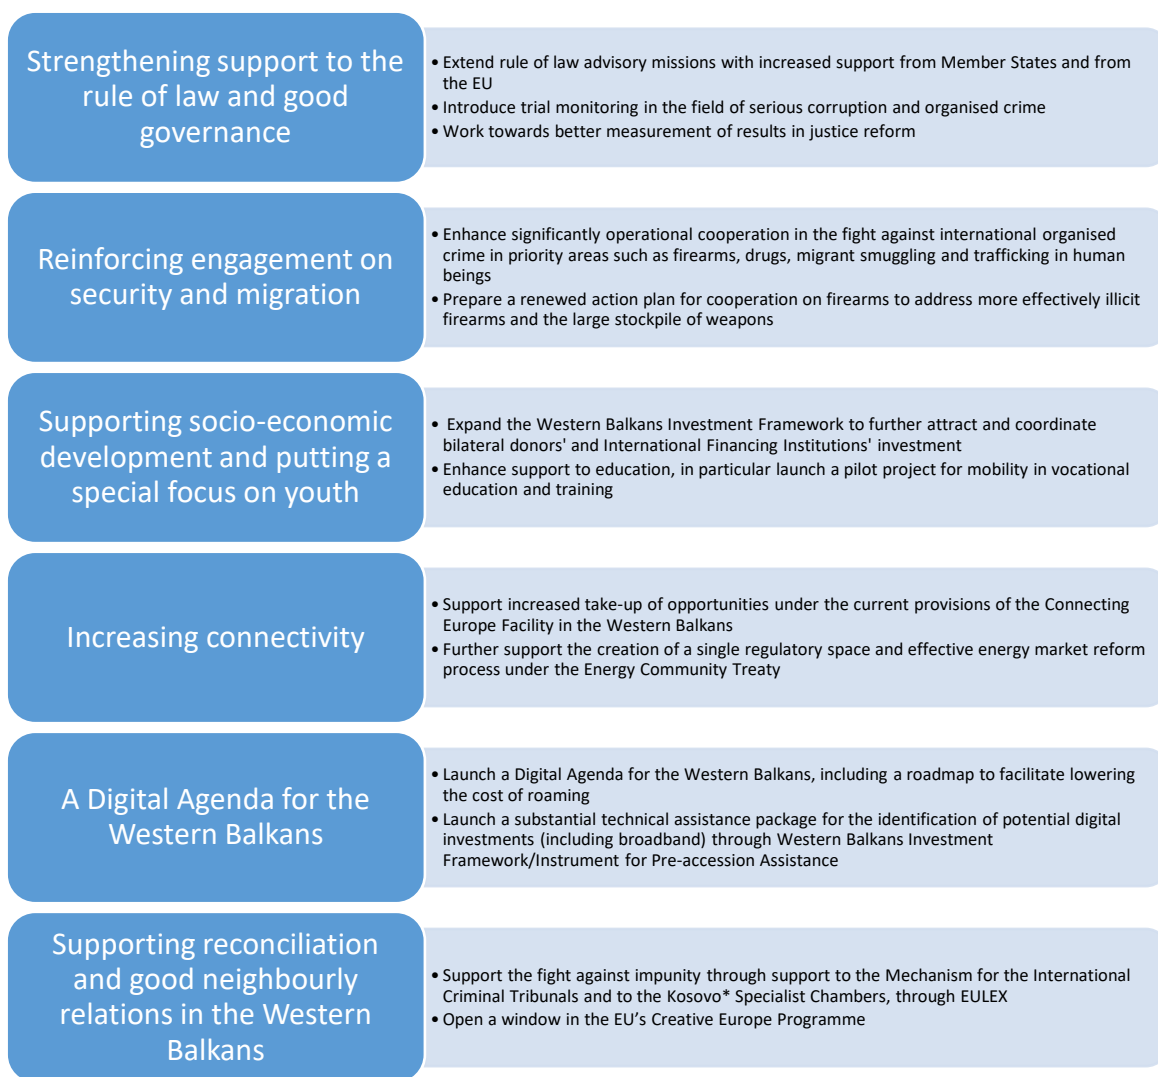 Strengthening support to the
rule of law and good
governance
• Extend rule of law advisory missions with increased support from Member States and from
the EU
• Introduce trial monitoring in the field of serious corruption and organised crime
• Work towards better measurement of results in justice reform
Reinforcing engagement on
security and migration
• Enhance significantly operational cooperation in the fight against international organised
crime in priority areas such as firearms, drugs, migrant smuggling and trafficking in human
beings
• Prepare a renewed action plan for cooperation on firearms to address more effectively illicit
firearms and the large stockpile of weapons
Supporting socio-economic
development and putting a
special focus on youth
• Expand the Western Balkans Investment Framework to further attract and coordinate
bilateral donors' and International Financing Institutions' investment
• Enhance support to education, in particular launch a pilot project for mobility in vocational
education and training
Increasing connectivity
• Support increased take-up of opportunities under the current provisions of the Connecting
Europe Facility in the Western Balkans
• Further support the creation of a single regulatory space and effective energy market reform
process under the Energy Community Treaty
A Digital Agenda for the
Western Balkans
• Launch a Digital Agenda for the Western Balkans, including a roadmap to facilitate lowering
the cost of roaming
• Launch a substantial technical assistance package for the identification of potential digital
investments (including broadband) through Western Balkans Investment
Framework/Instrument for Pre-accession Assistance
Supporting reconciliation
and good neighbourly
relations in the Western
Balkans
• Support the fight against impunity through support to the Mechanism for the International
Criminal Tribunals and to the Kosovo* Specialist Chambers, through EULEX
• Open a window in the EU’s Creative Europe Programme